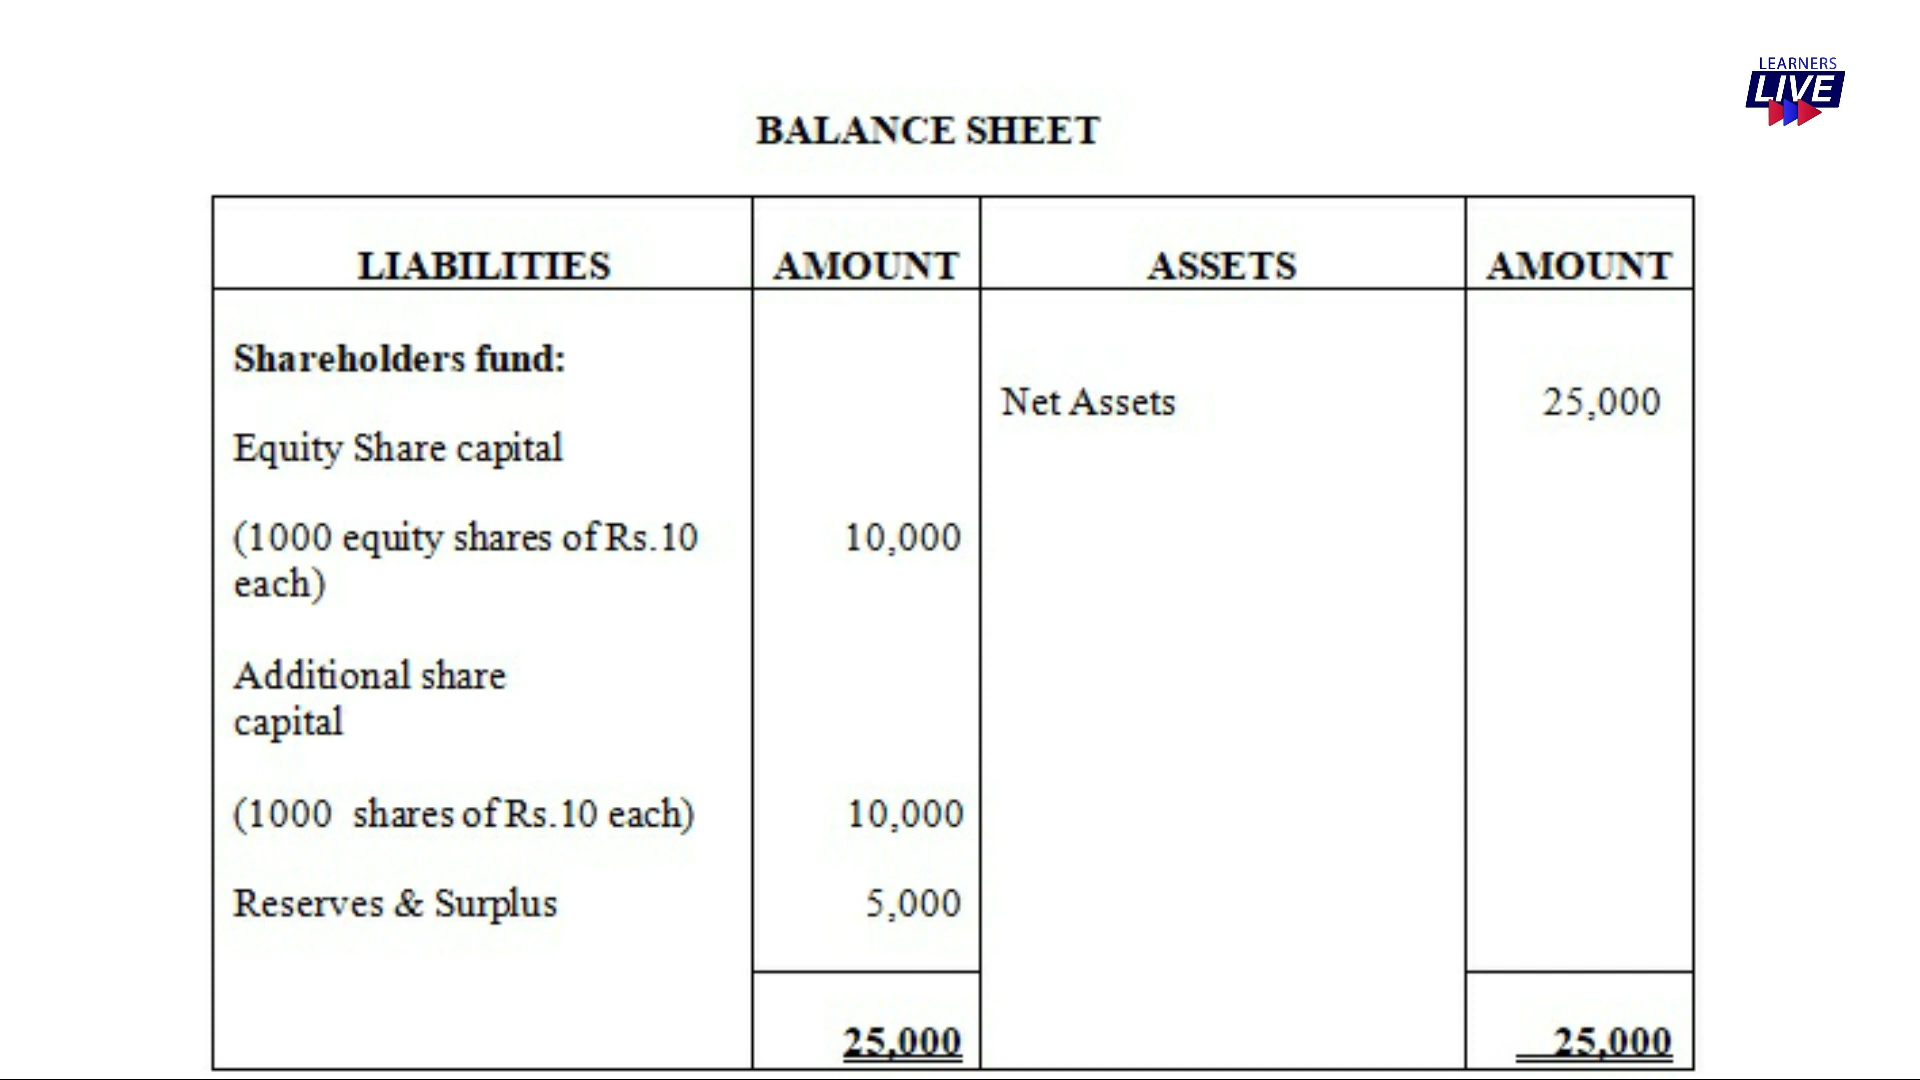 LEARNERS
LIVE
BALANCE SHEET
LIABILITIES AMOUNT ASSETS AMOUNT
Shareholders fund:
Net Assets 25,000
Equity Share capital
(1000 equity shares of Rs.10 10,000
each)
Additional share
capital
(1000 shares of Rs.10 each) 10,000
Reserves & Surplus 5,000
25,000 25,000